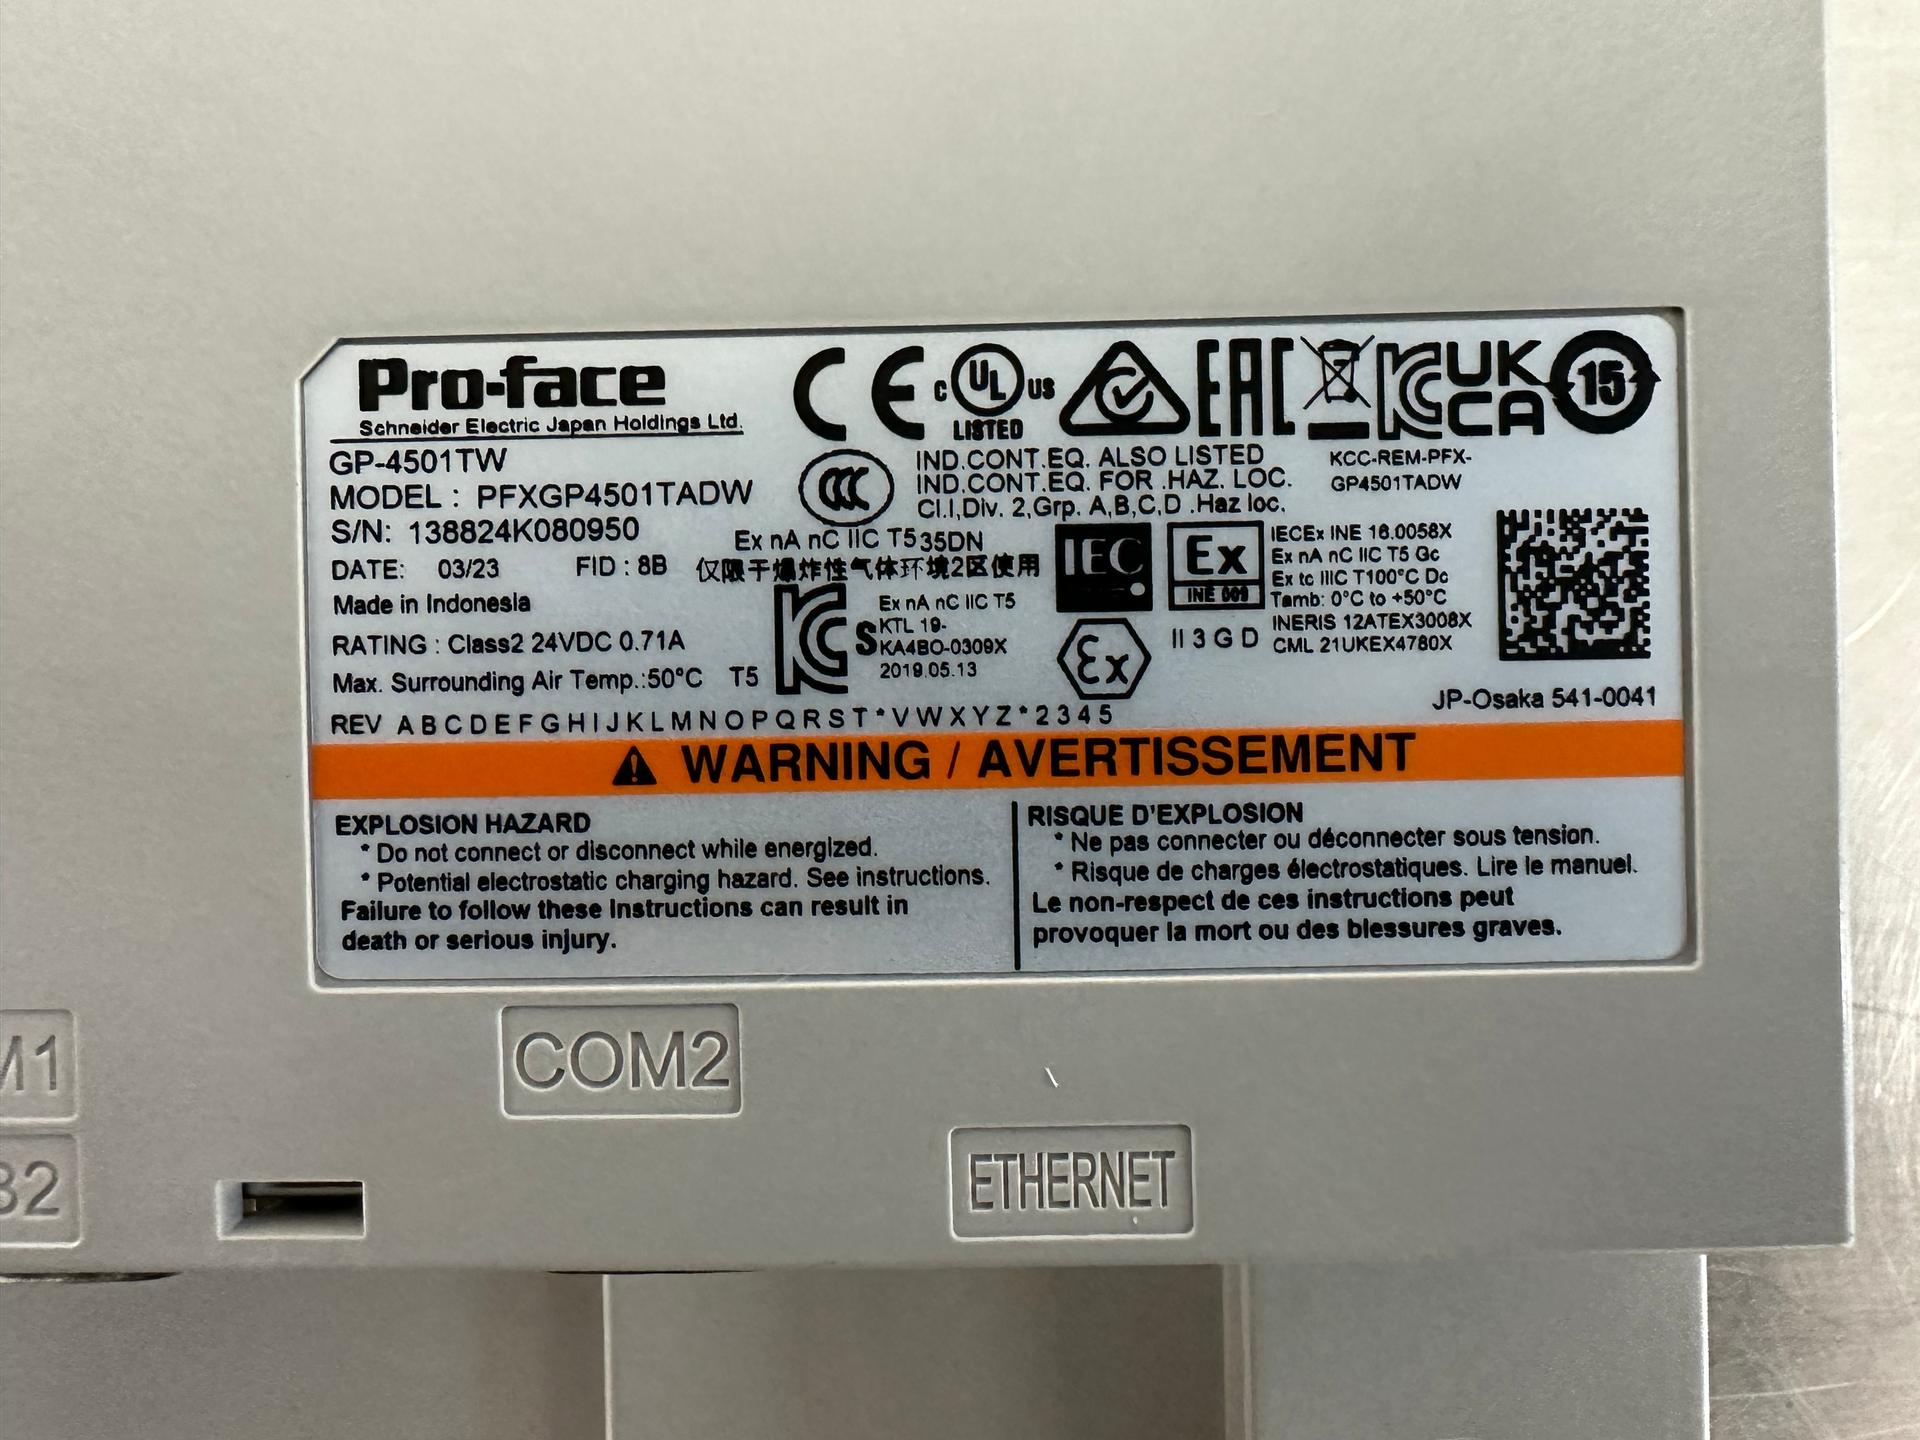 Pro-face
Schneider Electric Japan Holdings Ltd.
GP-4501TW
MODEL : PFXGP4501TADW
S/N: 138824K080950
DATE: 03/23 FID : 8B
Made in Indonesia
RATING : Class2 24VDC 0.71A
Max. Surrounding Air Temp.:50°C T5
REV A B C D E F G H I J K L M N O P Q R S T * V W X Y Z * 2 3 4 5
CE
C UL US
LISTED
EAC
KC
UK
CA
15
CCC
IND.CONT.EQ. ALSO LISTED
IND.CONT.EQ. FOR .HAZ. LOC.
Cl.I,Div. 2,Grp. A,B,C,D .Haz loc.
KCC-REM-PFX-
GP4501TADW
Ex nA nC IIC T5 35DN
仅限于爆炸性气体环境2区使用
KCs
Ex nA nC IIC T5
KTL 19-
KA4BO-0309X
2019.05.13
IEC
Ex
INE 009
Ex
II 3 G D
IECEx INE 16.0058X
Ex nA nC IIC T5 Gc
Ex tc IIIC T100°C Dc
Tamb: 0°C to +50°C
INERIS 12ATEX3008X
CML 21UKEX4780X
JP-Osaka 541-0041
WARNING / AVERTISSEMENT
EXPLOSION HAZARD
* Do not connect or disconnect while energized.
* Potential electrostatic charging hazard. See instructions.
Failure to follow these Instructions can result in
death or serious injury.
RISQUE D'EXPLOSION
* Ne pas connecter ou déconnecter sous tension.
* Risque de charges électrostatiques. Lire le manuel.
Le non-respect de ces instructions peut
provoquer la mort ou des blessures graves.
M1
COM2
B2
ETHERNET